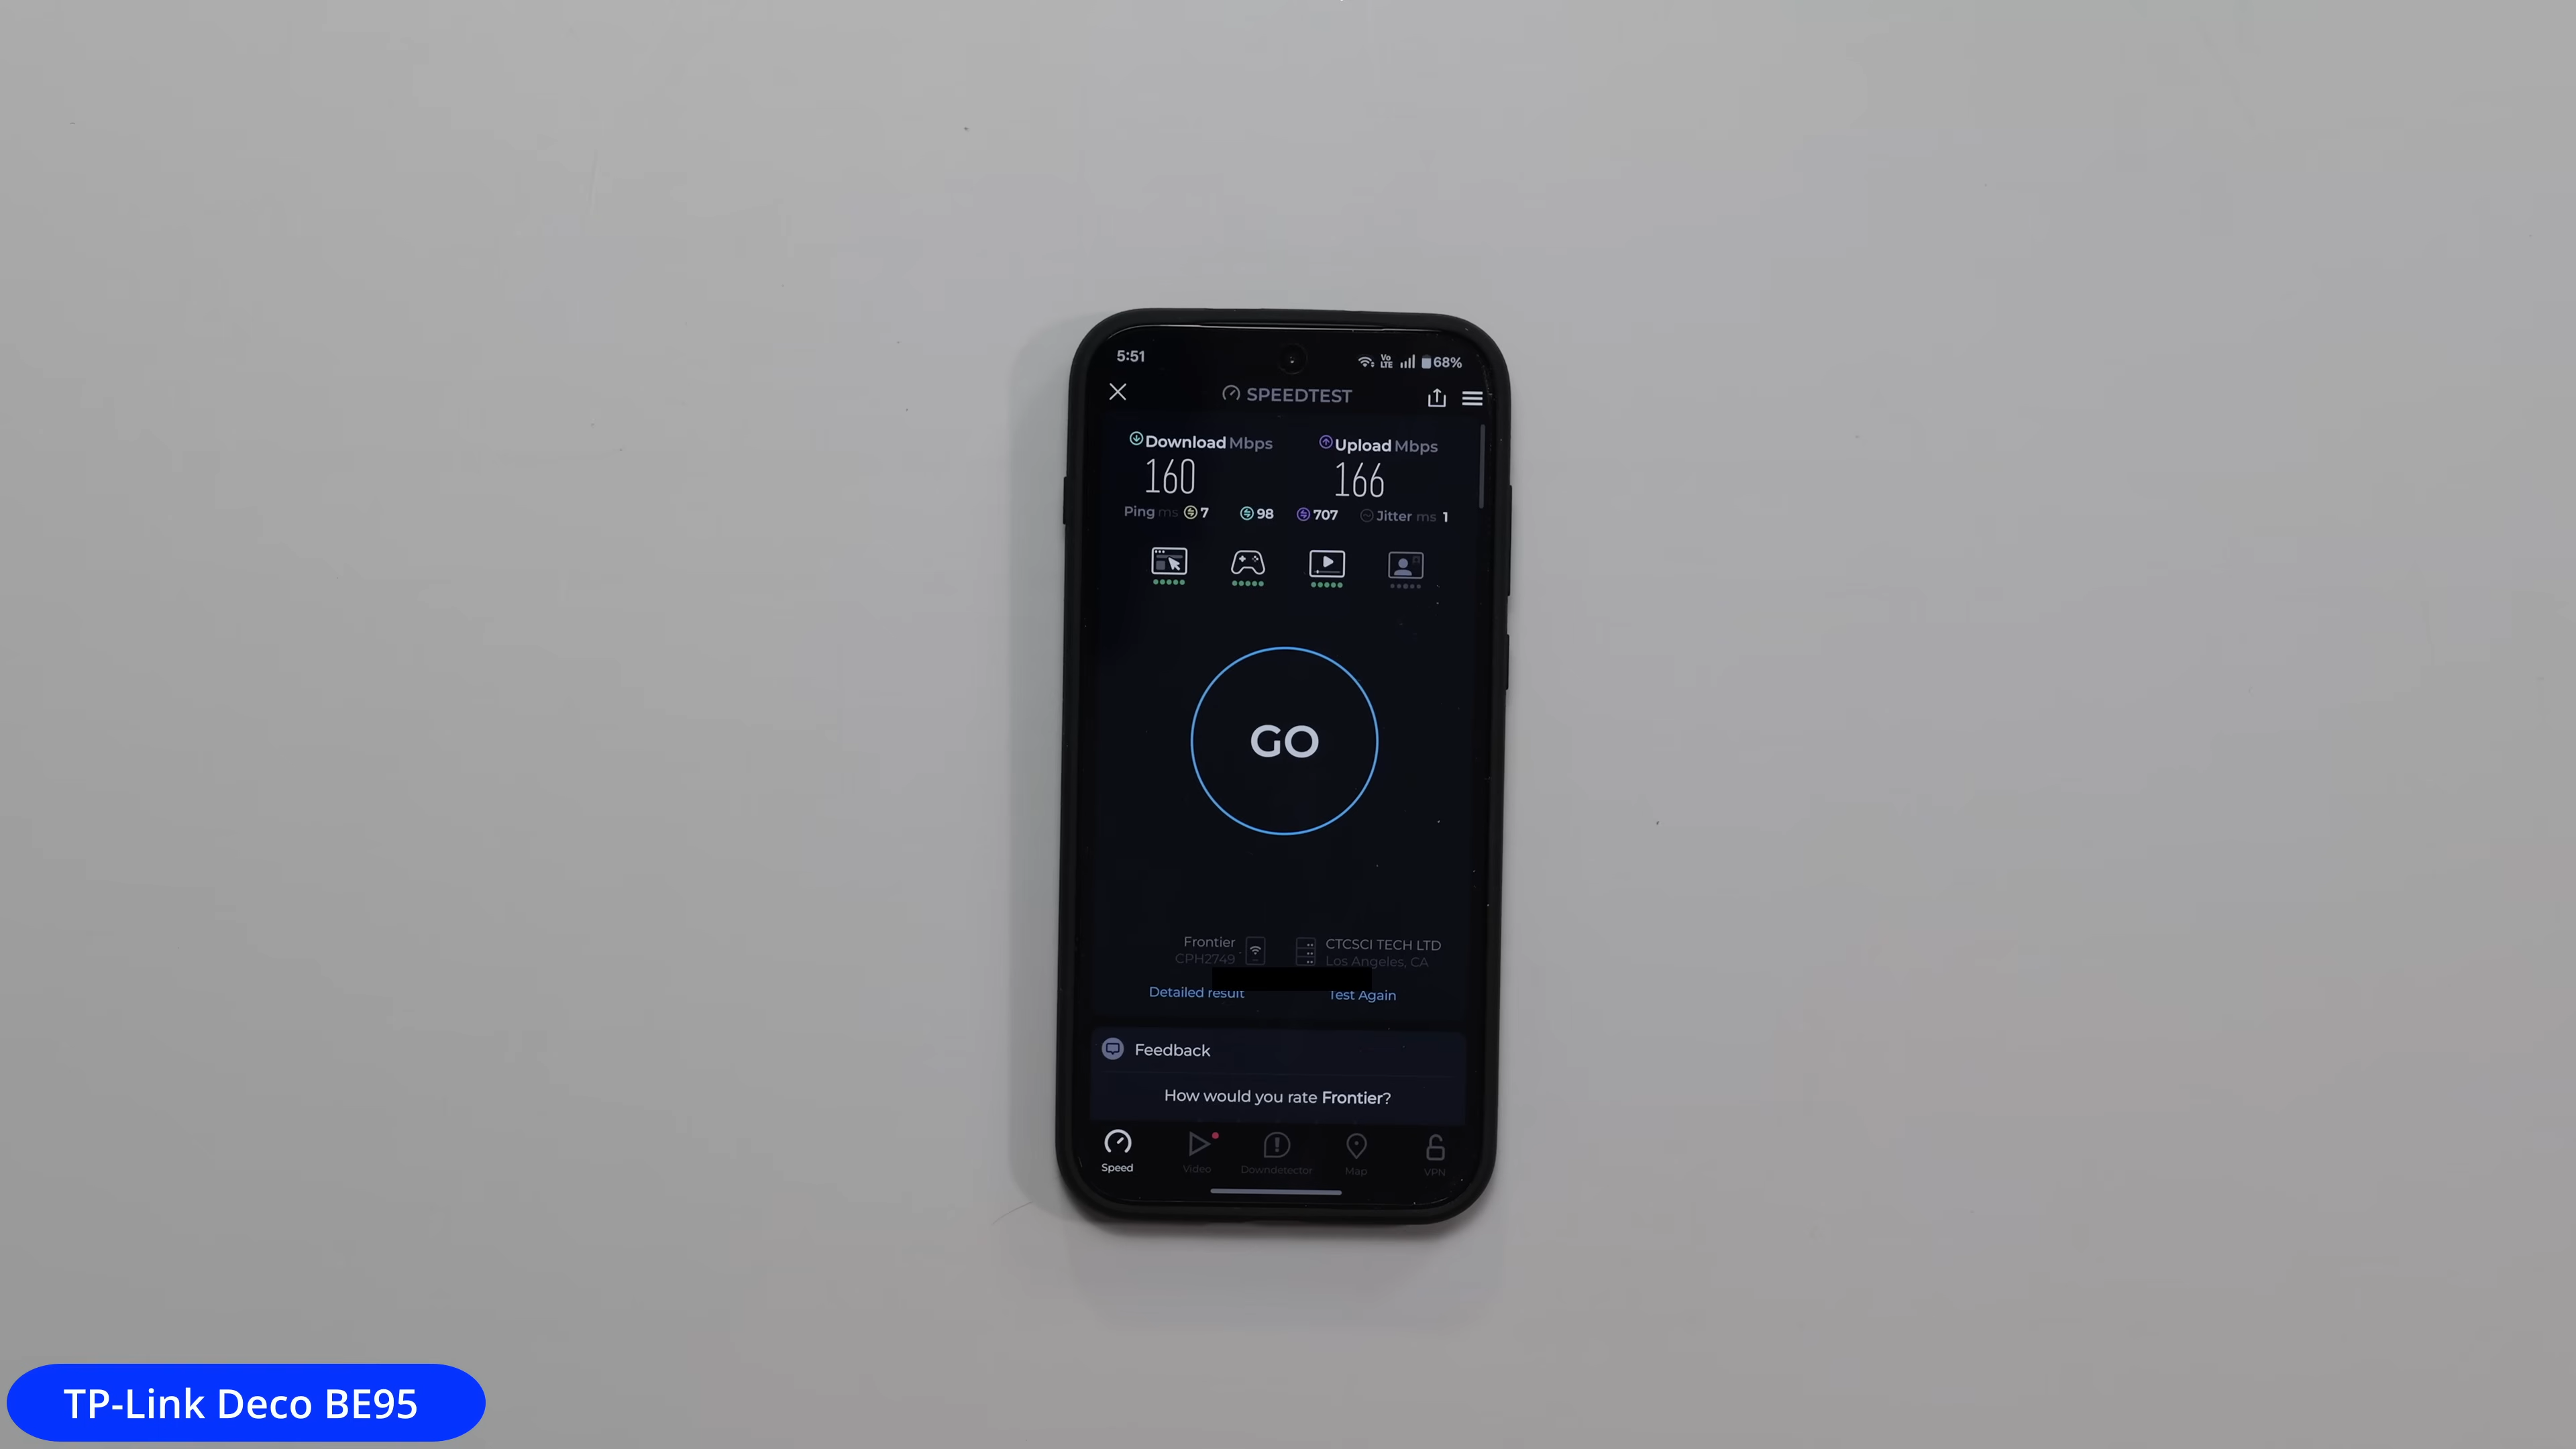 5:51
Vo LTE
68%
SPEEDTEST
Download Mbps
Upload Mbps
160
166
Ping ms 7
98
707
Jitter ms 1
GO
Frontier
CPH2749
CTCSCI TECH LTD
Los Angeles, CA
Detailed result
Test Again
Feedback
How would you rate Frontier?
Speed
Video
Downdetector
Map
VPN
TP-Link Deco BE95